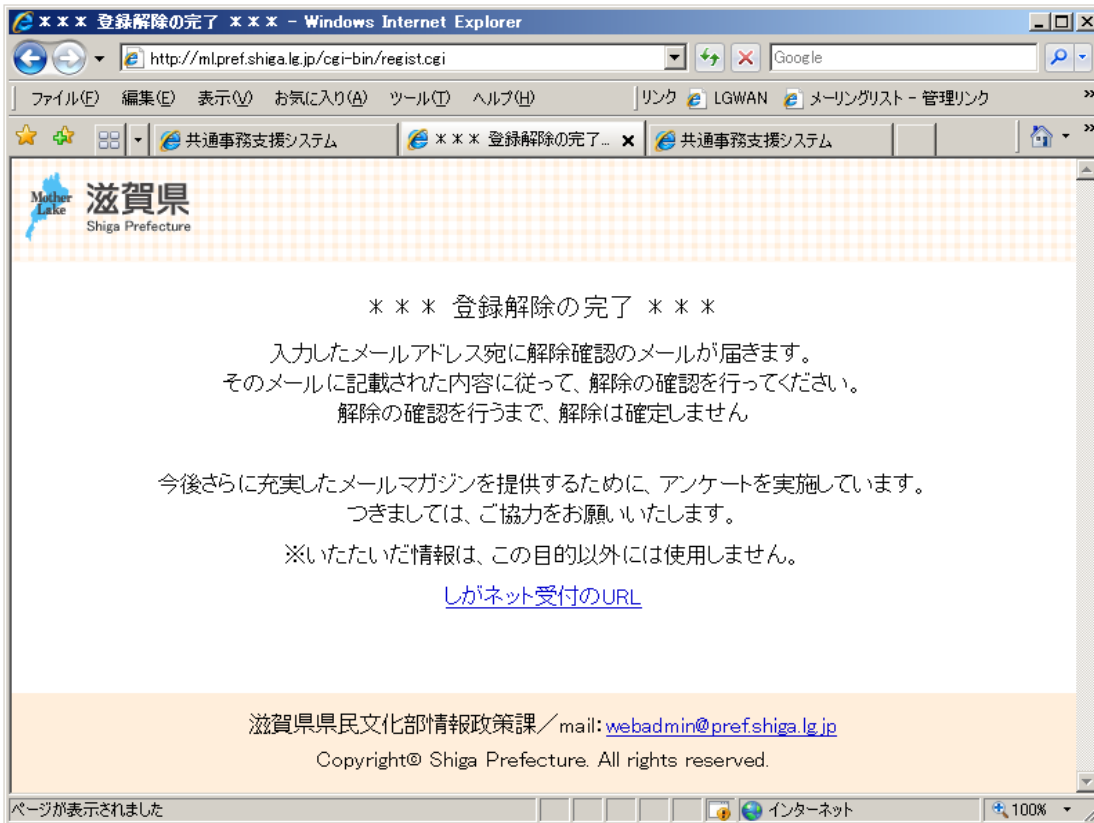 ＊＊＊ 登録解除の完了 ＊＊＊ - Windows Internet Explorer
http://ml.pref.shiga.lg.jp/cgi-bin/regist.cgi
Google
ファイル(F) 編集(E) 表示(V) お気に入り(A) ツール(T) ヘルプ(H) リンク LGWAN メーリングリスト - 管理リンク »
共通事務支援システム ＊＊＊ 登録解除の完了... 共通事務支援システム »
Mother Lake
滋賀県
Shiga Prefecture
＊＊＊ 登録解除の完了 ＊＊＊
入力したメールアドレス宛に解除確認のメールが届きます。
そのメールに記載された内容に従って、解除の確認を行ってください。
解除の確認を行うまで、解除は確定しません
今後さらに充実したメールマガジンを提供するために、アンケートを実施しています。
つきましては、ご協力をお願いいたします。
※いたたいだ情報は、この目的以外には使用しません。
しがネット受付のURL
滋賀県県民文化部情報政策課／mail: webadmin@pref.shiga.lg.jp
Copyright© Shiga Prefecture. All rights reserved.
ページが表示されました インターネット 100%